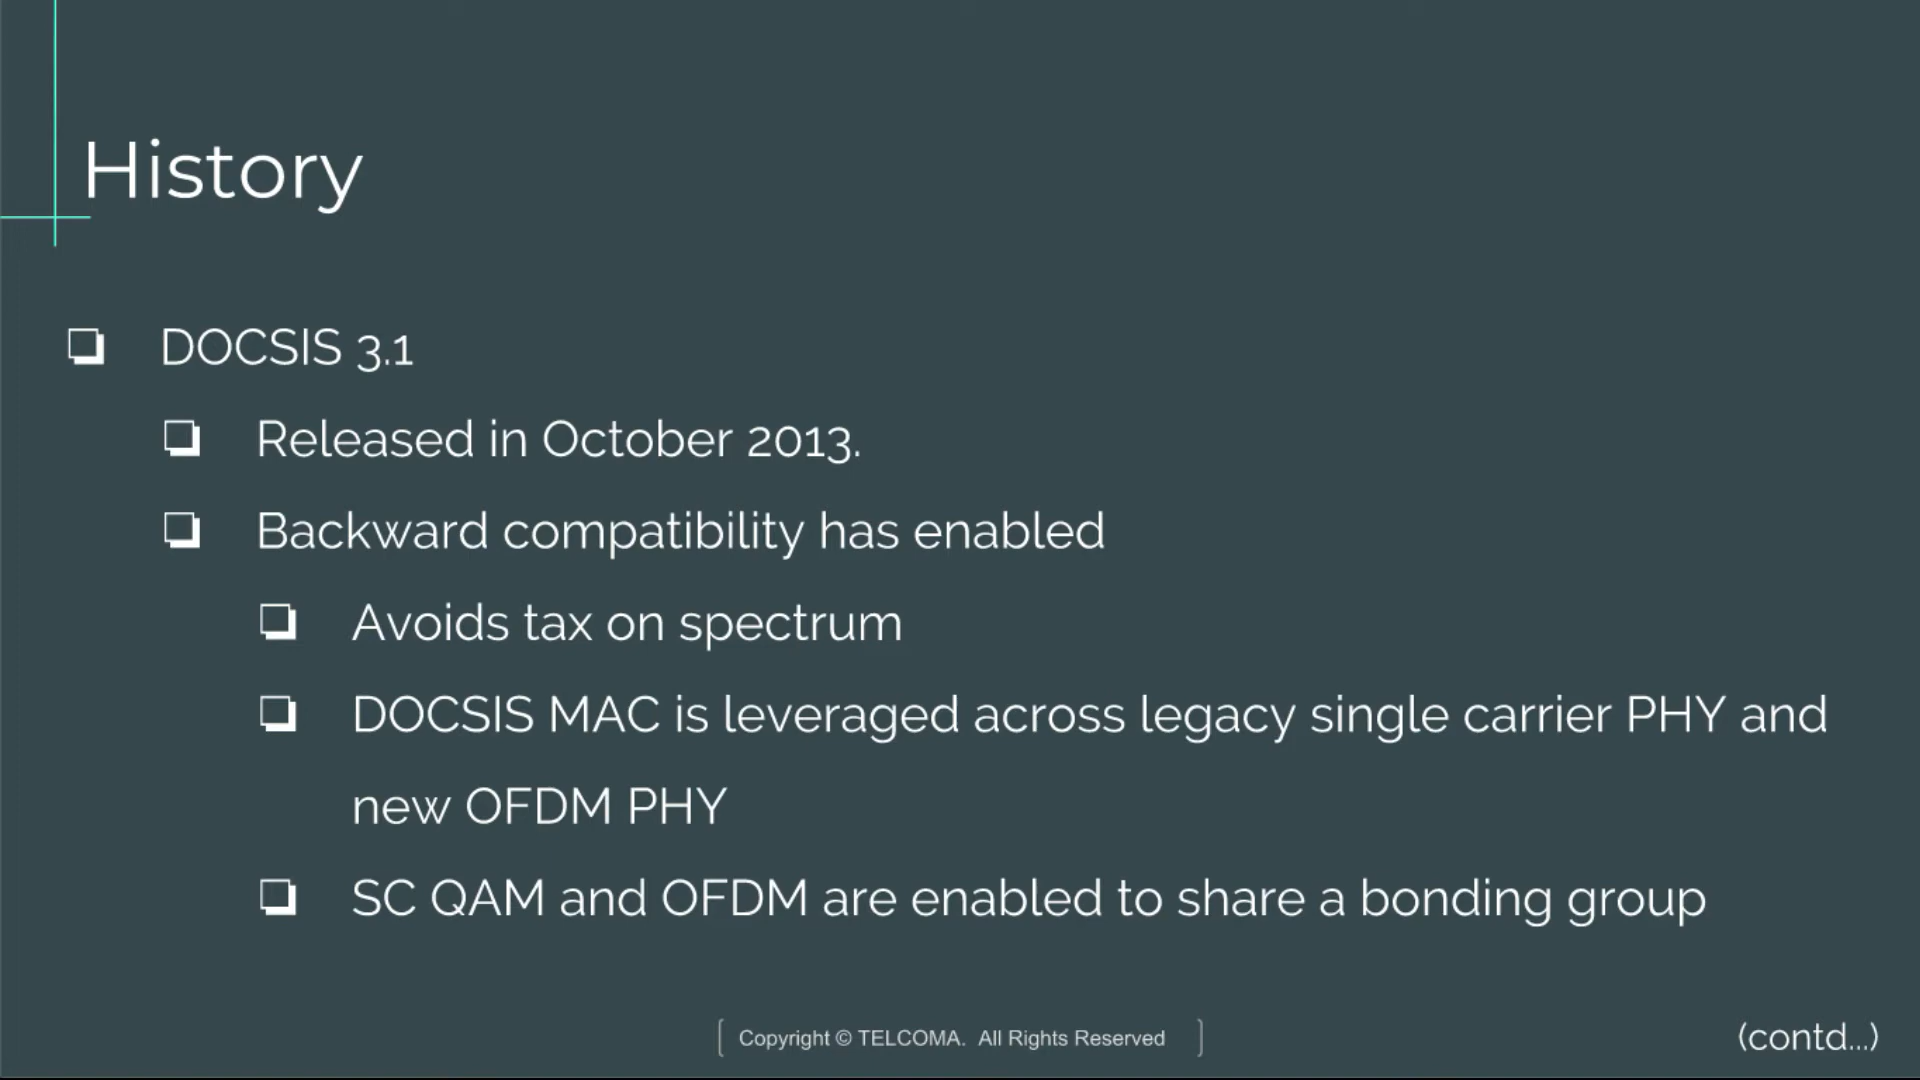 History
DOCSIS 3.1
Released in October 2013.
Backward compatibility has enabled
Avoids tax on spectrum
DOCSIS MAC is leveraged across legacy single carrier PHY and
new OFDM PHY
SC QAM and OFDM are enabled to share a bonding group
Copyright © TELCOMA. All Rights Reserved
(contd...)